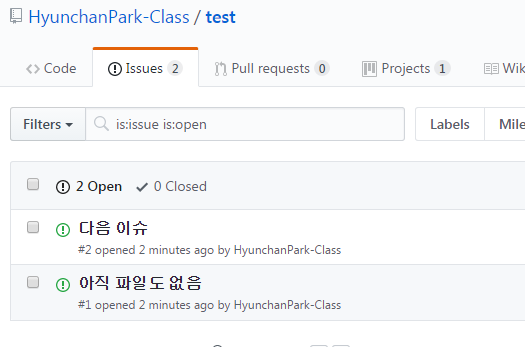 HyunchanPark-Class / test
Code Issues 2 Pull requests 0 Projects 1 Wik
Filters is:issue is:open Labels Mile
2 Open 0 Closed
다음 이슈
#2 opened 2 minutes ago by HyunchanPark-Class
아직 파일도 없음
#1 opened 2 minutes ago by HyunchanPark-Class